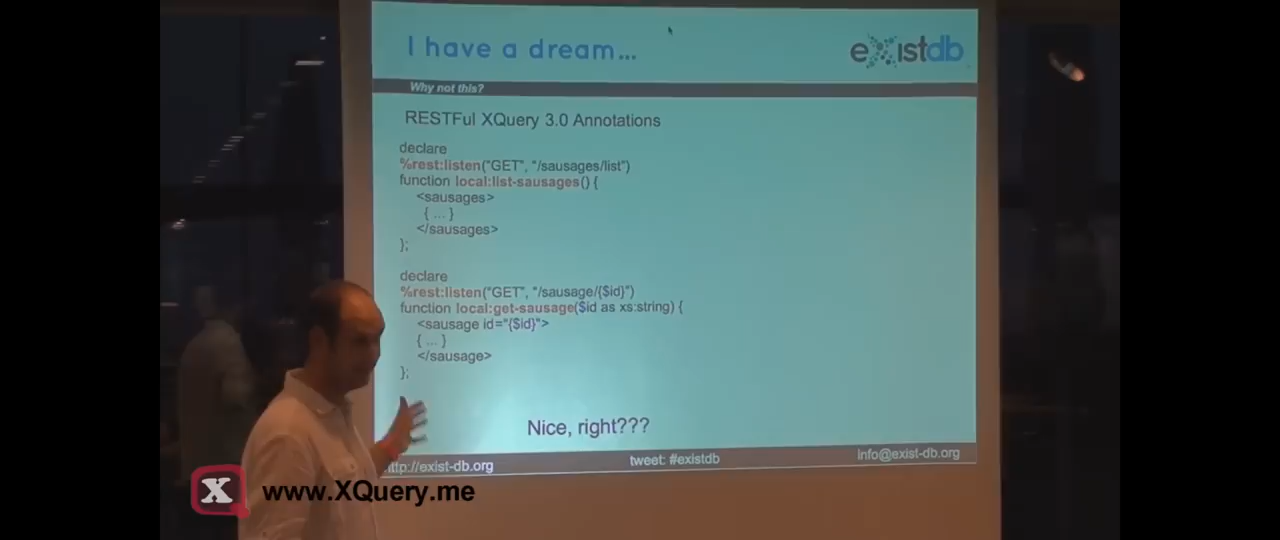 I have a dream...
existdb
Why not this?
RESTFul XQuery 3.0 Annotations
declare
%rest:listen("GET", "/sausages/list")
function local:list-sausages() {
<sausages>
{ ... }
</sausages>
};
declare
%rest:listen("GET", "/sausage/{$id}")
function local:get-sausage($id as xs:string) {
<sausage id="{$id}">
{ ... }
</sausage>
};
Nice, right???
http://exist-db.org
tweet: #existdb
info@exist-db.org
X
www.XQuery.me